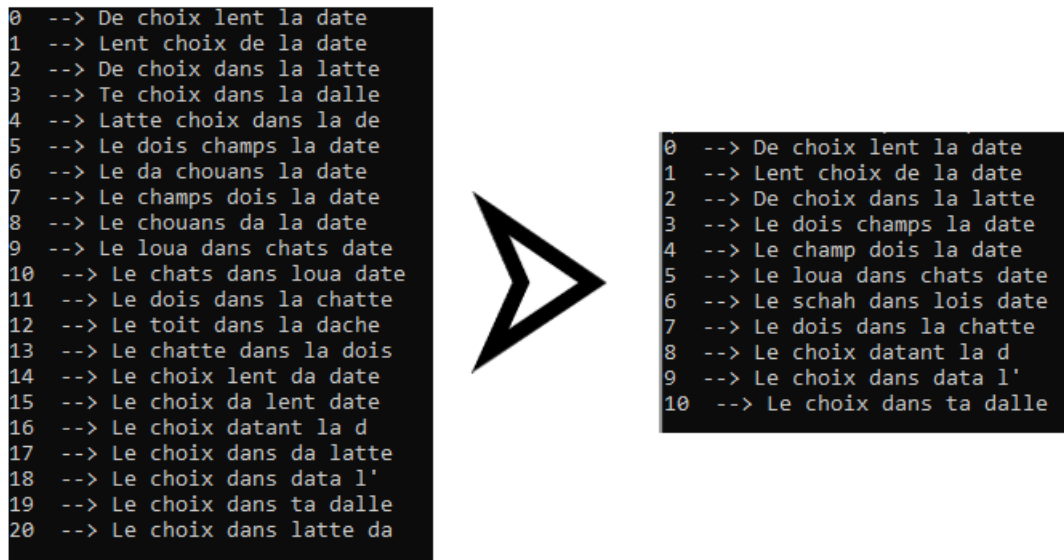 0  --> De choix lent la date
1  --> Lent choix de la date
2  --> De choix dans la latte
3  --> Te choix dans la dalle
4  --> Latte choix dans la de
5  --> Le dois champs la date
6  --> Le da chouans la date
7  --> Le champs dois la date
8  --> Le chouans da la date
9  --> Le loua dans chats date
10  --> Le chats dans loua date
11  --> Le dois dans la chatte
12  --> Le toit dans la dache
13  --> Le chatte dans la dois
14  --> Le choix lent da date
15  --> Le choix da lent date
16  --> Le choix datant la d
17  --> Le choix dans da latte
18  --> Le choix dans data l'
19  --> Le choix dans ta dalle
20  --> Le choix dans latte da
0  --> De choix lent la date
1  --> Lent choix de la date
2  --> De choix dans la latte
3  --> Le dois champs la date
4  --> Le champ dois la date
5  --> Le loua dans chats date
6  --> Le schah dans lois date
7  --> Le dois dans la chatte
8  --> Le choix datant la d
9  --> Le choix dans data l'
10  --> Le choix dans ta dalle